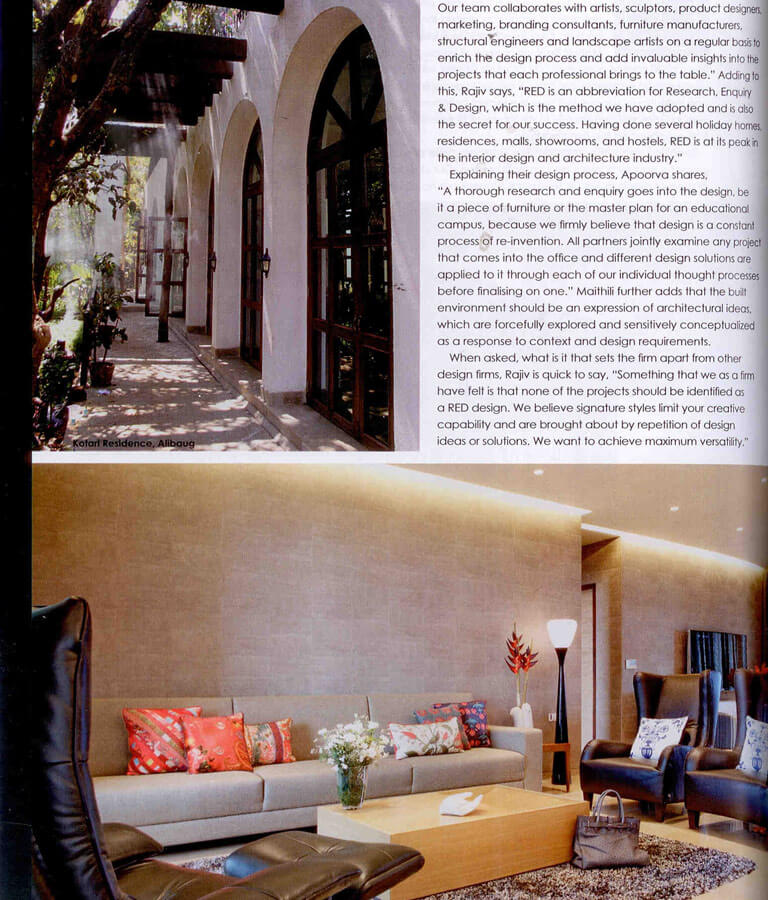 Our team collaborates with artists, sculptors, product designers,
marketing, branding consultants, furniture manufacturers,
structural engineers and landscape artists on a regular basis to
enrich the design process and add invaluable insights into the
projects that each professional brings to the table.” Adding to
this, Rajiv says, “RED is an abbreviation for Research, Enquiry
& Design, which is the method we have adopted and is also
the secret for our success. Having done several holiday homes,
residences, malls, showrooms, and hostels, RED is at its peak in
the interior design and architecture industry.”
Explaining their design process, Apoorva shares,
“A thorough research and enquiry goes into the design, be
it a piece of furniture or the master plan for an educational
campus, because we firmly believe that design is a constant
process of re-invention. All partners jointly examine any project
that comes into the office and different design solutions are
applied to it through each of our individual thought processes
before finalising on one.” Maithili further adds that the built
environment should be an expression of architectural ideas,
which are forcefully explored and sensitively conceptualized
as a response to context and design requirements.
When asked, what is it that sets the firm apart from other
design firms, Rajiv is quick to say, “Something that we as a firm
have felt is that none of the projects should be identified as
a RED design. We believe signature styles limit your creative
capability and are brought about by repetition of design
ideas or solutions. We want to achieve maximum versatility.”
Kotari Residence, Alibaug